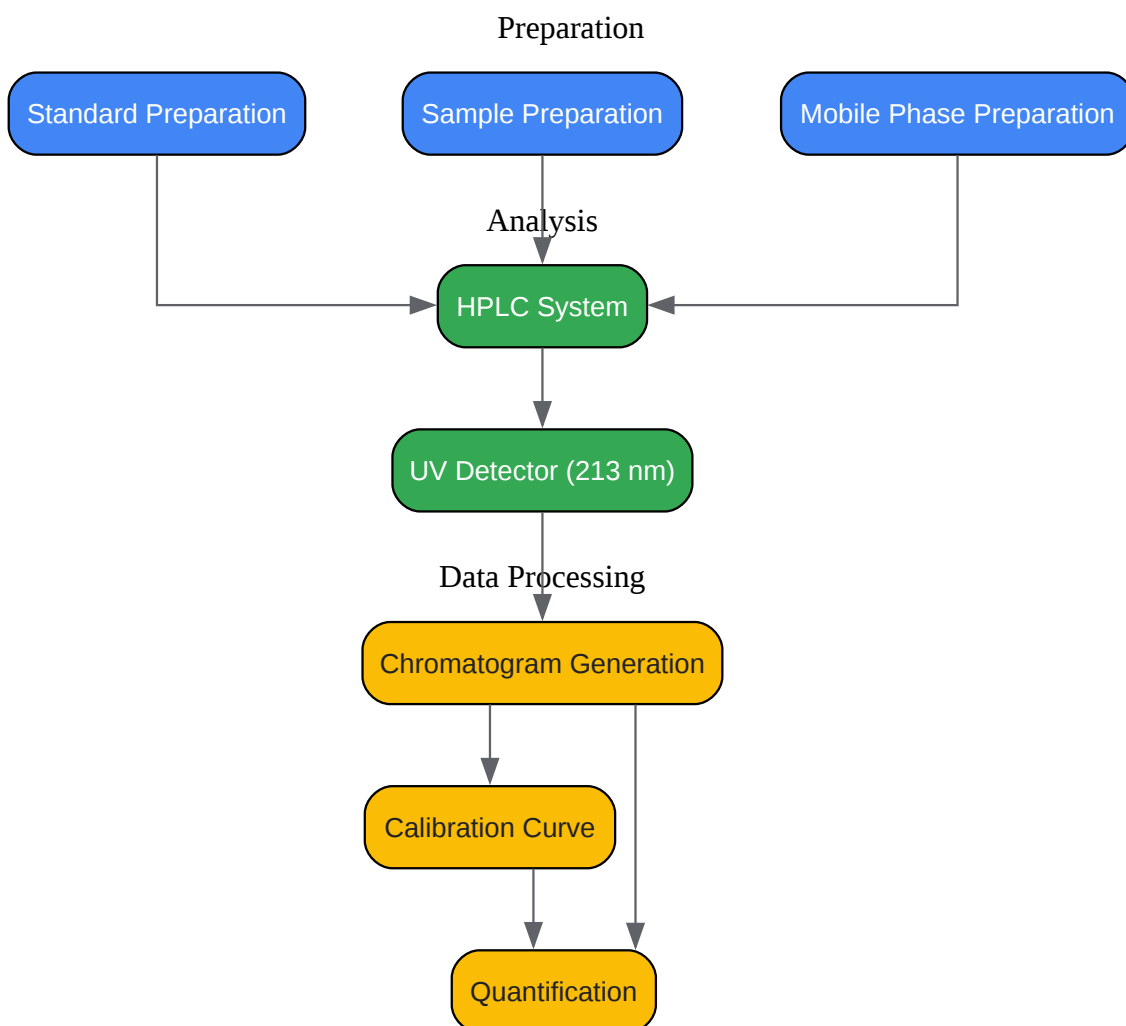 Preparation
Standard Preparation
Sample Preparation
Mobile Phase Preparation
Analysis
HPLC System
UV Detector (213 nm)
Data Processing
Chromatogram Generation
Calibration Curve
Quantification